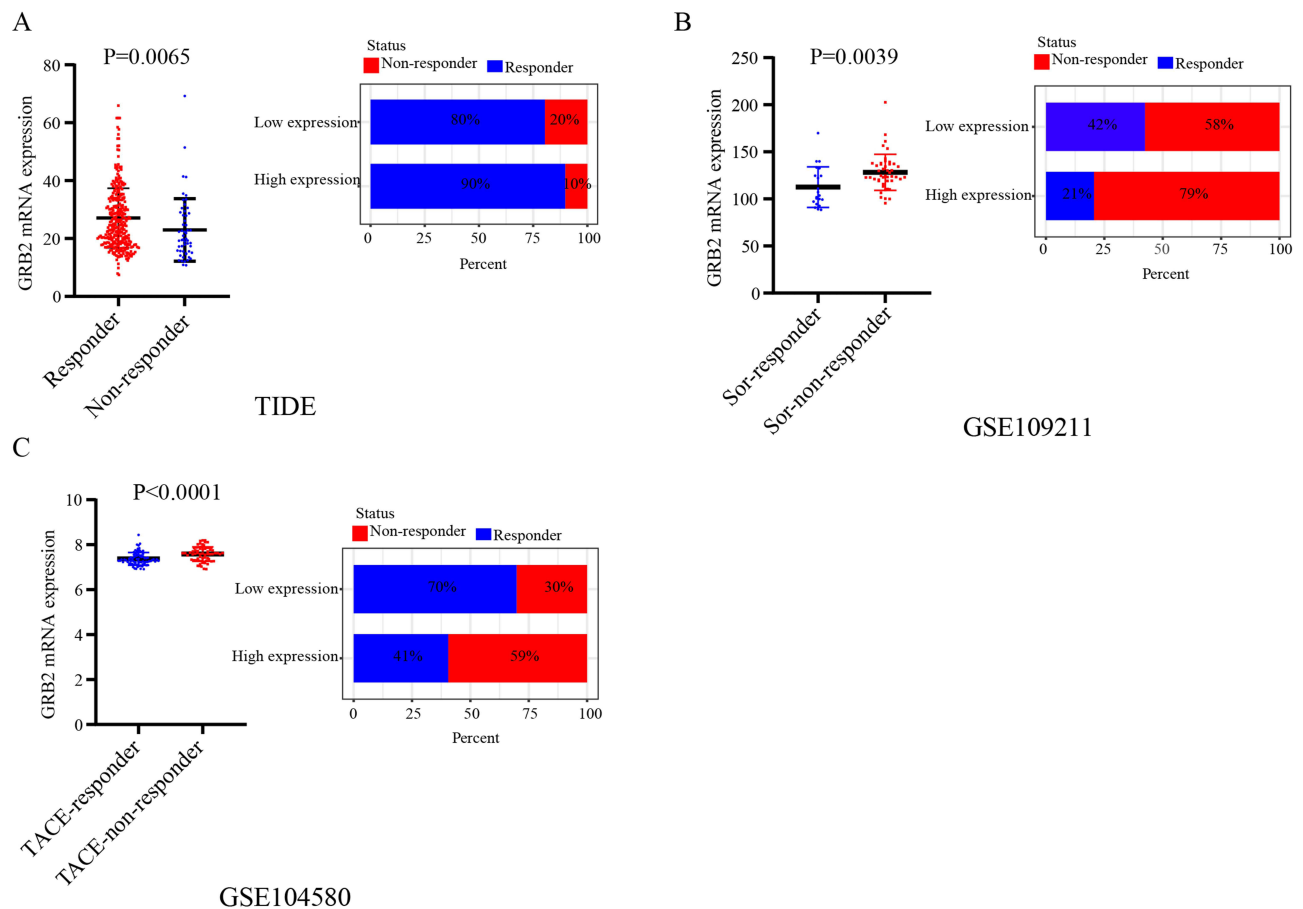 A
P=0.0065
GRB2 mRNA expression
80
60
40
20
0
Responder
Non-responder
Status
Non-responder
Responder
Low expression
80%
20%
High expression
90%
10%
0
25
50
75
100
Percent
TIDE
B
P=0.0039
GRB2 mRNA expression
250
200
150
100
50
0
Sor-responder
Sor-non-responder
Status
Non-responder
Responder
Low expression
42%
58%
High expression
21%
79%
0
25
50
75
100
Percent
GSE109211
C
P<0.0001
GRB2 mRNA expression
10
8
6
4
2
0
TACE-responder
TACE-non-responder
Status
Non-responder
Responder
Low expression
70%
30%
High expression
41%
59%
0
25
50
75
100
Percent
GSE104580